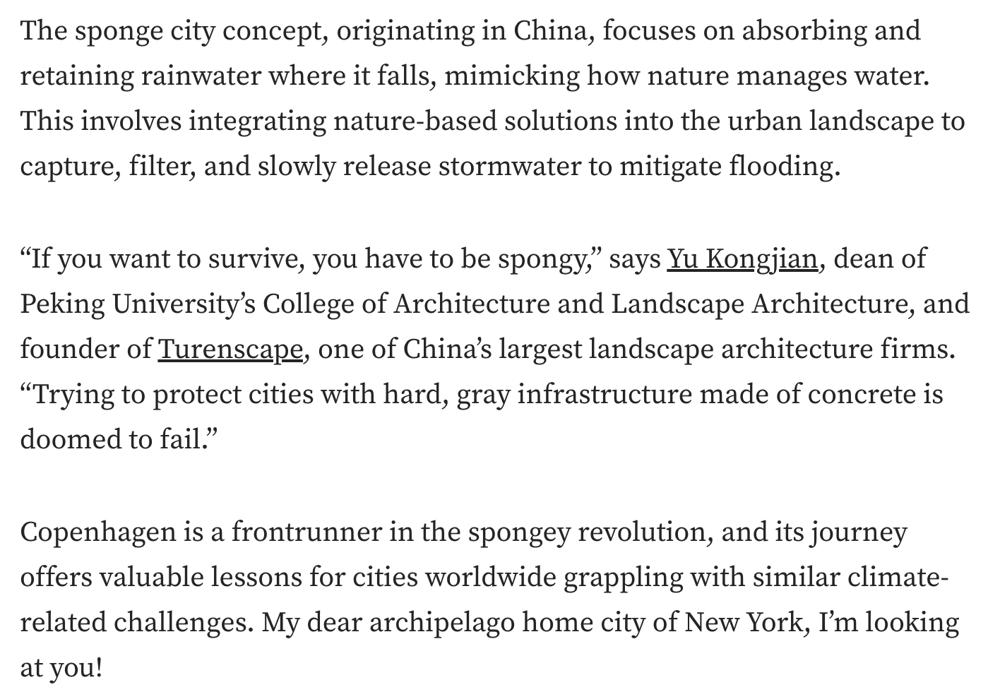 The sponge city concept, originating in China, focuses on absorbing and
retaining rainwater where it falls, mimicking how nature manages water.
This involves integrating nature-based solutions into the urban landscape to
capture, filter, and slowly release stormwater to mitigate flooding.
“If you want to survive, you have to be spongy,” says Yu Kongjian, dean of
Peking University’s College of Architecture and Landscape Architecture, and
founder of Turenscape, one of China’s largest landscape architecture firms.
“Trying to protect cities with hard, gray infrastructure made of concrete is
doomed to fail.”
Copenhagen is a frontrunner in the spongey revolution, and its journey
offers valuable lessons for cities worldwide grappling with similar climate-
related challenges. My dear archipelago home city of New York, I’m looking
at you!